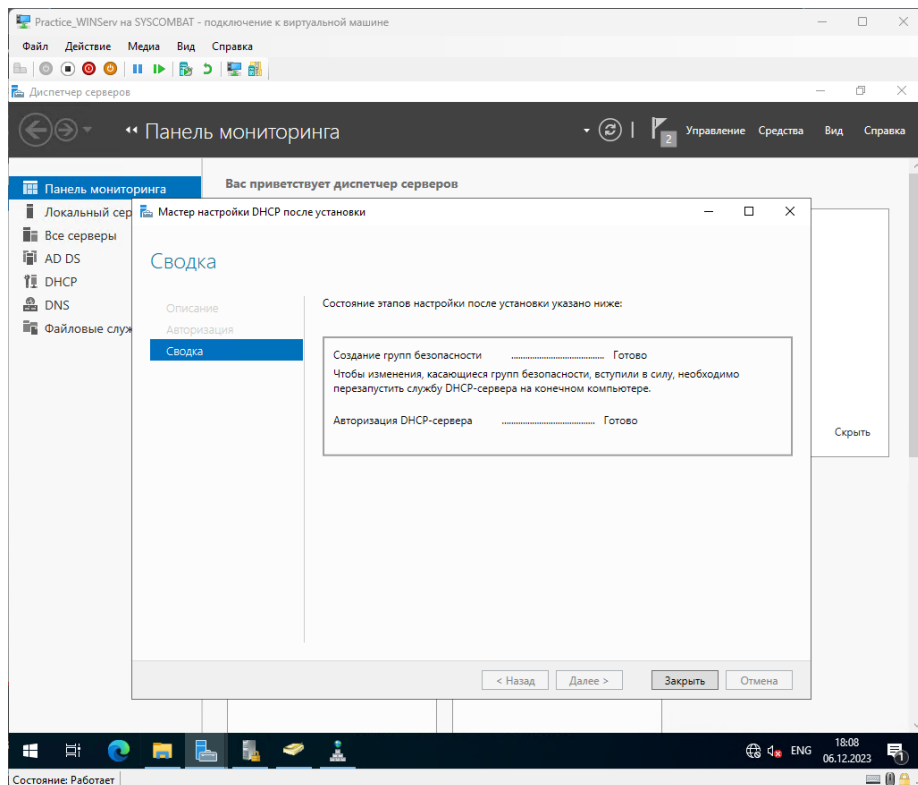 Practice_WINServ на SYSCOMBAT - подключение к виртуальной машине
Файл Действие Медиа Вид Справка
Диспетчер серверов
Панель мониторинга
2 Управление Средства Вид Справка
Панель мониторинга
Вас приветствует диспетчер серверов
Локальный сер
Все серверы
AD DS
DHCP
DNS
Файловые служ
Мастер настройки DHCP после установки
Сводка
Описание
Авторизация
Сводка
Состояние этапов настройки после установки указано ниже:
Создание групп безопасности ..................................... Готово
Чтобы изменения, касающиеся групп безопасности, вступили в силу, необходимо
перезапустить службу DHCP-сервера на конечном компьютере.
Авторизация DHCP-сервера ..................................... Готово
Скрыть
< Назад Далее > Закрыть Отмена
ENG 18:08
06.12.2023
1
Состояние: Работает